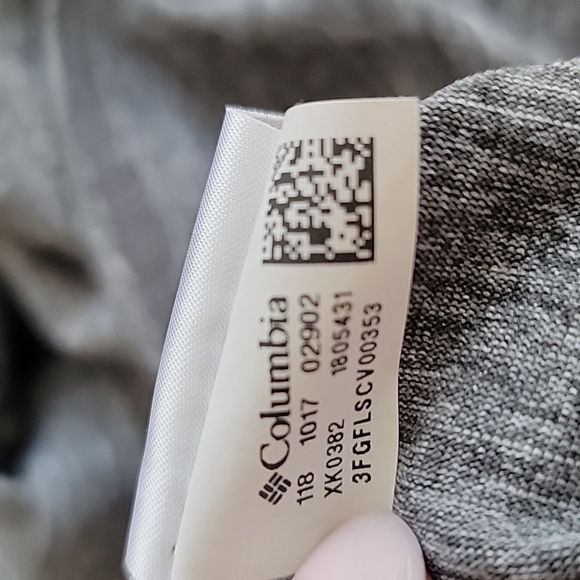 Columbia
118 1017 02902
XK0382 1805431
3FGFLSCV00353